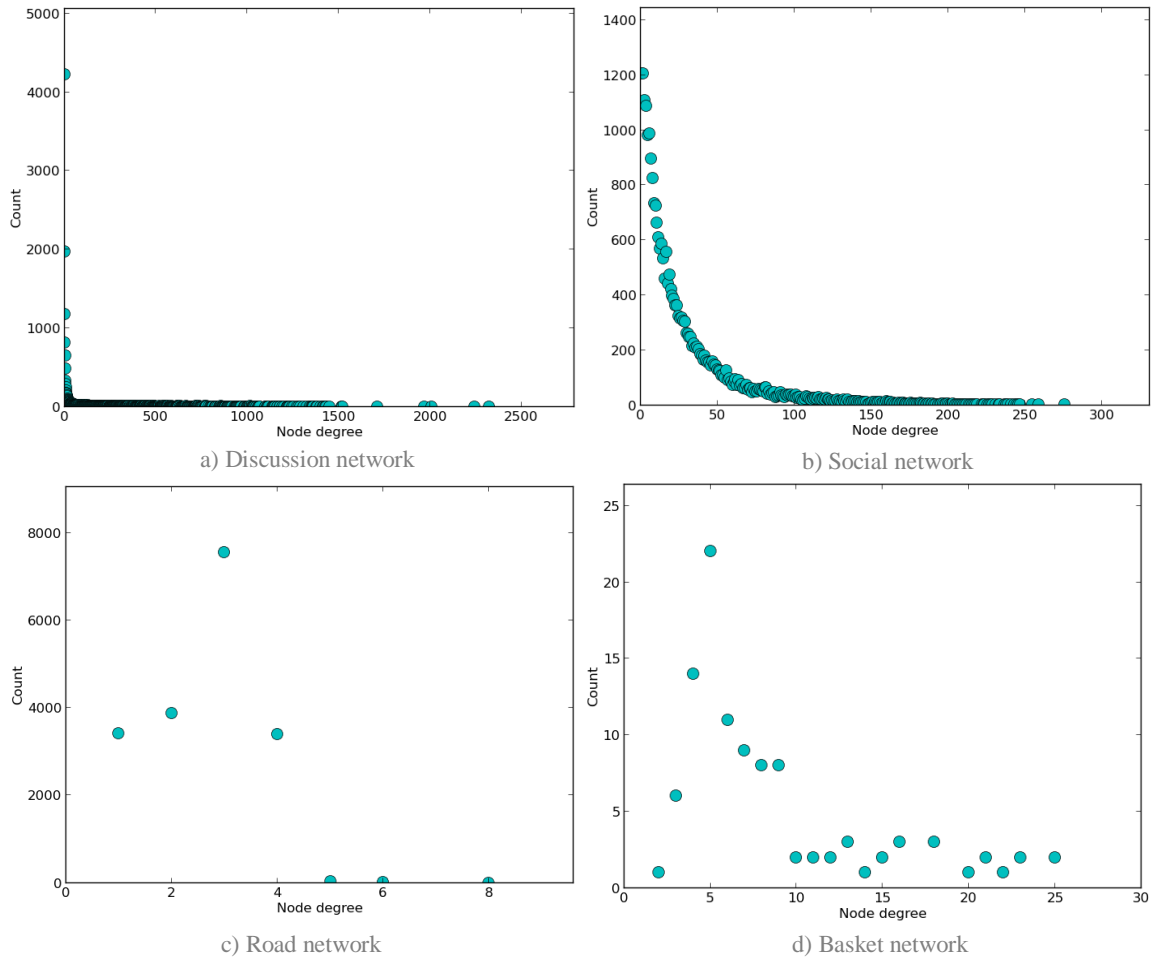 5000
4000
3000
2000
1000
0
Count
0 500 1000 1500 2000 2500
Node degree
a) Discussion network
1400
1200
1000
800
600
400
200
0
Count
0 50 100 150 200 250 300
Node degree
b) Social network
8000
6000
4000
2000
0
Count
0 2 4 6 8
Node degree
c) Road network
25
20
15
10
5
0
Count
0 5 10 15 20 25 30
Node degree
d) Basket network